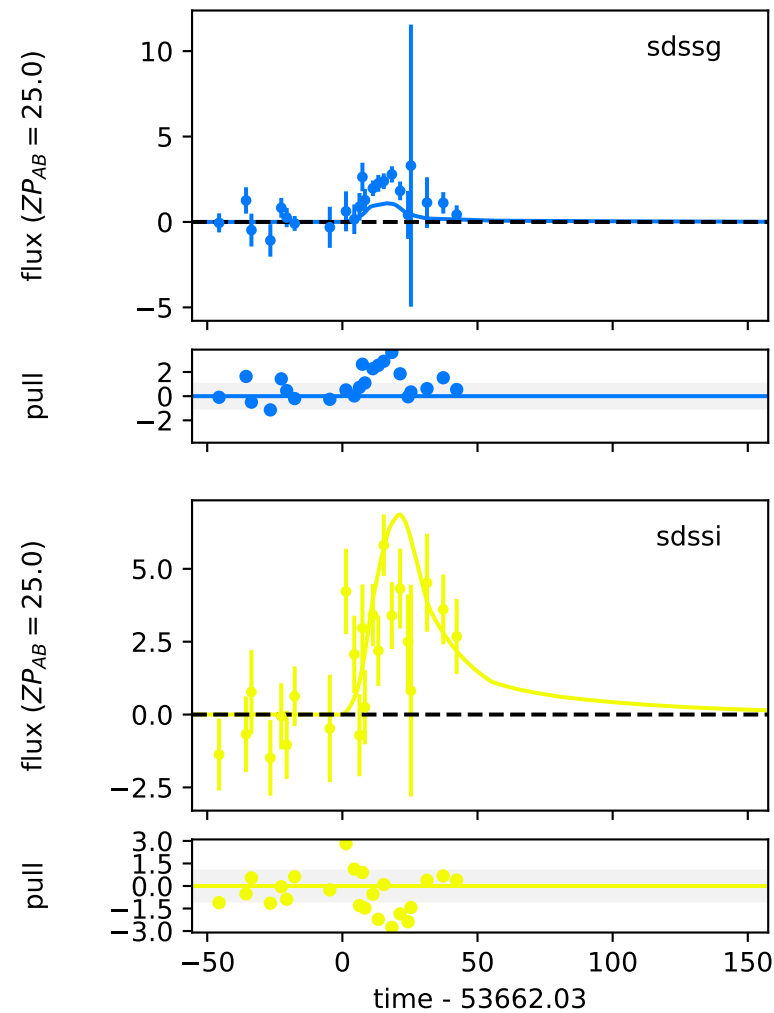 sdssg
flux (ZP_AB = 25.0)
10
5
0
−5
pull
2
0
−2
sdssi
flux (ZP_AB = 25.0)
5.0
2.5
0.0
−2.5
pull
3.0
1.5
0.0
−1.5
−3.0
−50 0 50 100 150
time - 53662.03